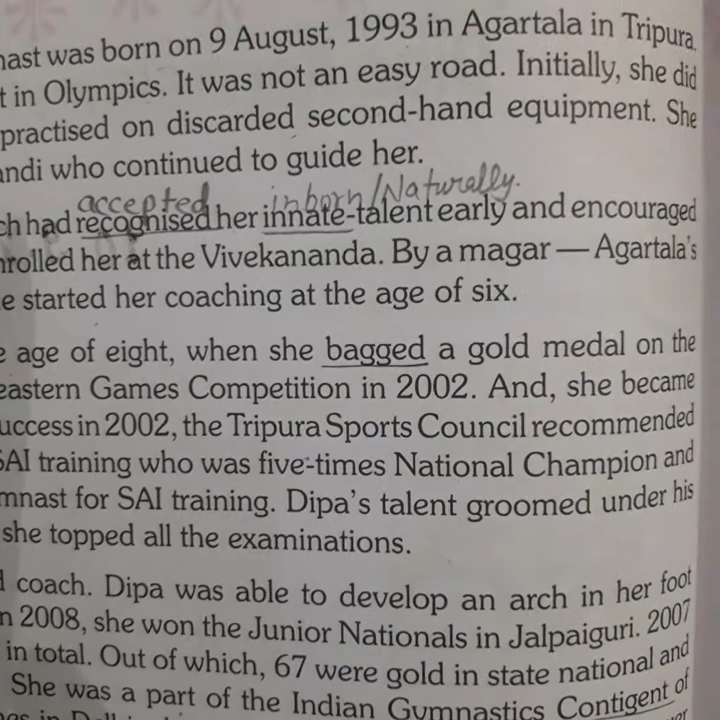 nast was born on 9 August, 1993 in Agartala in Tripura.
t in Olympics. It was not an easy road. Initially, she did
practised on discarded second-hand equipment. She
andi who continued to guide her.
accepted inborn/Naturally.
ch had recognised her innate-talent early and encouraged
nrolled her at the Vivekananda. By a magar — Agartala's
e started her coaching at the age of six.
e age of eight, when she bagged a gold medal on the
eastern Games Competition in 2002. And, she became
uccess in 2002, the Tripura Sports Council recommended
SAI training who was five-times National Champion and
mnast for SAI training. Dipa's talent groomed under his
she topped all the examinations.
d coach. Dipa was able to develop an arch in her foot
n 2008, she won the Junior Nationals in Jalpaiguri. 2007
in total. Out of which, 67 were gold in state national and
She was a part of the Indian Gymnastics Contigent of